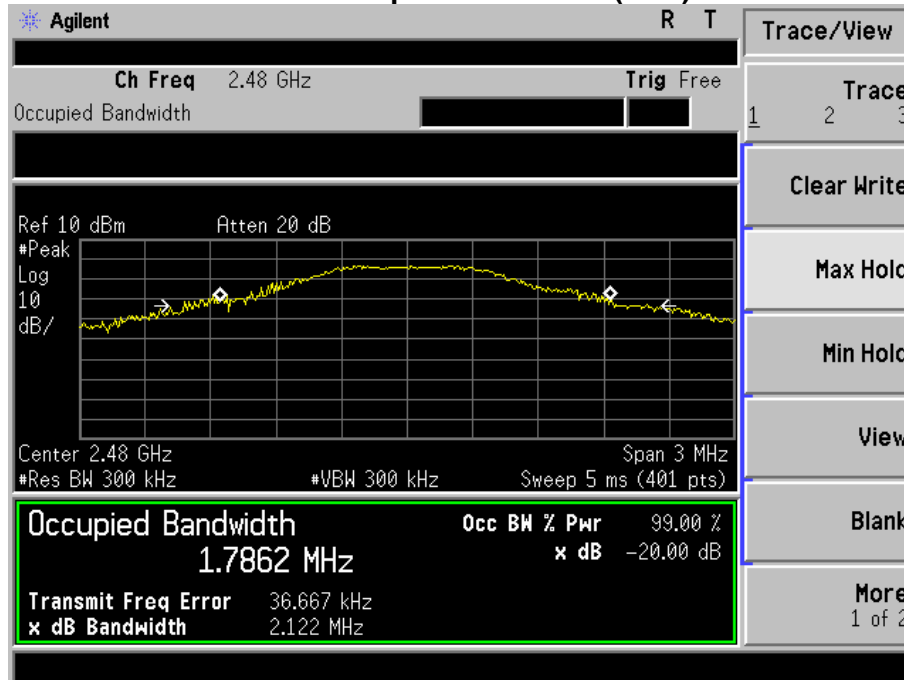 Agilent R T
Trace/View
Ch Freq 2.48 GHz Trig Free
Occupied Bandwidth
Trace
1 2 3
Clear Write
Ref 10 dBm Atten 20 dB
#Peak
Log
10
dB/
Max Hold
Min Hold
Center 2.48 GHz Span 3 MHz
#Res BW 300 kHz #VBW 300 kHz Sweep 5 ms (401 pts)
View
Occupied Bandwidth Occ BW % Pwr 99.00 %
1.7862 MHz x dB -20.00 dB
Blank
Transmit Freq Error 36.667 kHz
x dB Bandwidth 2.122 MHz
More
1 of 2